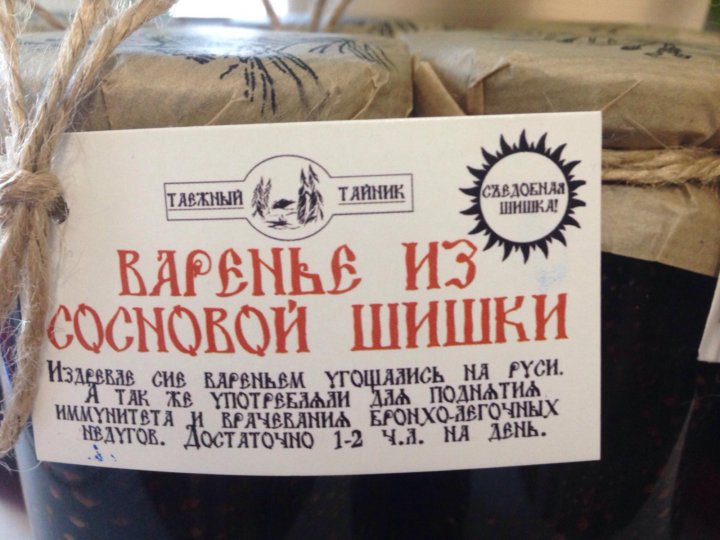 ТАЕЖНЫЙ ТАЙНИК
СЪЕДОБНАЯ
ШИШКА!
ВАРЕНЬЕ ИЗ
СОСНОВОЙ ШИШКИ
ИЗДРЕВЛЕ СИЕ ВАРЕНЬЕМ УГОЩАЛИСЬ НА РУСИ.
А ТАК ЖЕ УПОТРЕБЛЯЛИ ДЛЯ ПОДНЯТИЯ
ИММУНИТЕТА И ВРАЧЕВАНИЯ БРОНХО-ЛЕГОЧНЫХ
НЕДУГОВ. ДОСТАТОЧНО 1-2 Ч.Л. НА ДЕНЬ.